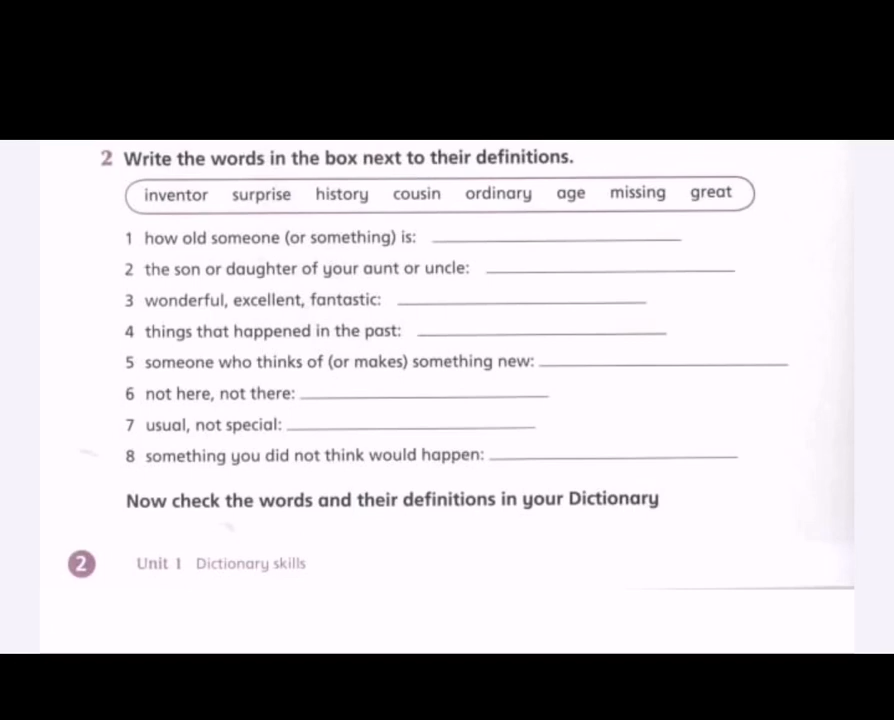 2 Write the words in the box next to their definitions.
inventor surprise history cousin ordinary age missing great
1 how old someone (or something) is:
2 the son or daughter of your aunt or uncle:
3 wonderful, excellent, fantastic:
4 things that happened in the past:
5 someone who thinks of (or makes) something new:
6 not here, not there:
7 usual, not special:
8 something you did not think would happen:
Now check the words and their definitions in your Dictionary
2 Unit 1 Dictionary skills